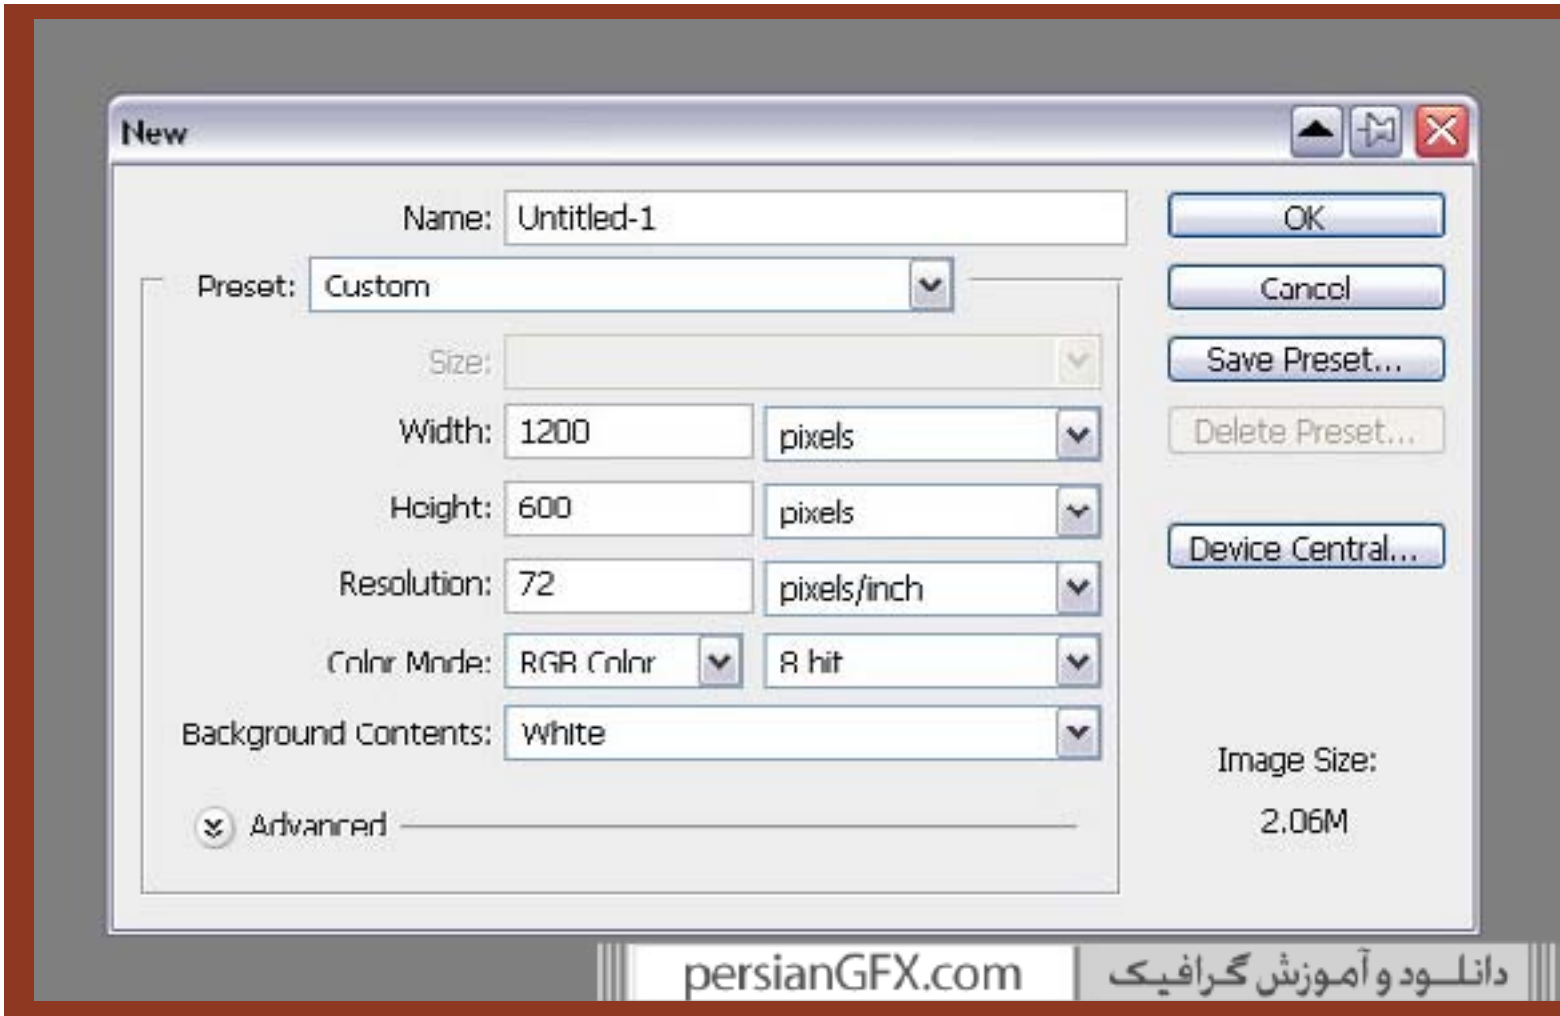 New
Name: Untitled-1
OK
Preset: Custom
Cancel
Size:
Save Preset...
Width: 1200 pixels
Delete Preset...
Height: 600 pixels
Device Central...
Resolution: 72 pixels/inch
Color Mode: RGB Color 8 bit
Background Contents: White
Image Size:
2.06M
Advanced
persianGFX.com
دانلود و آموزش گرافیک